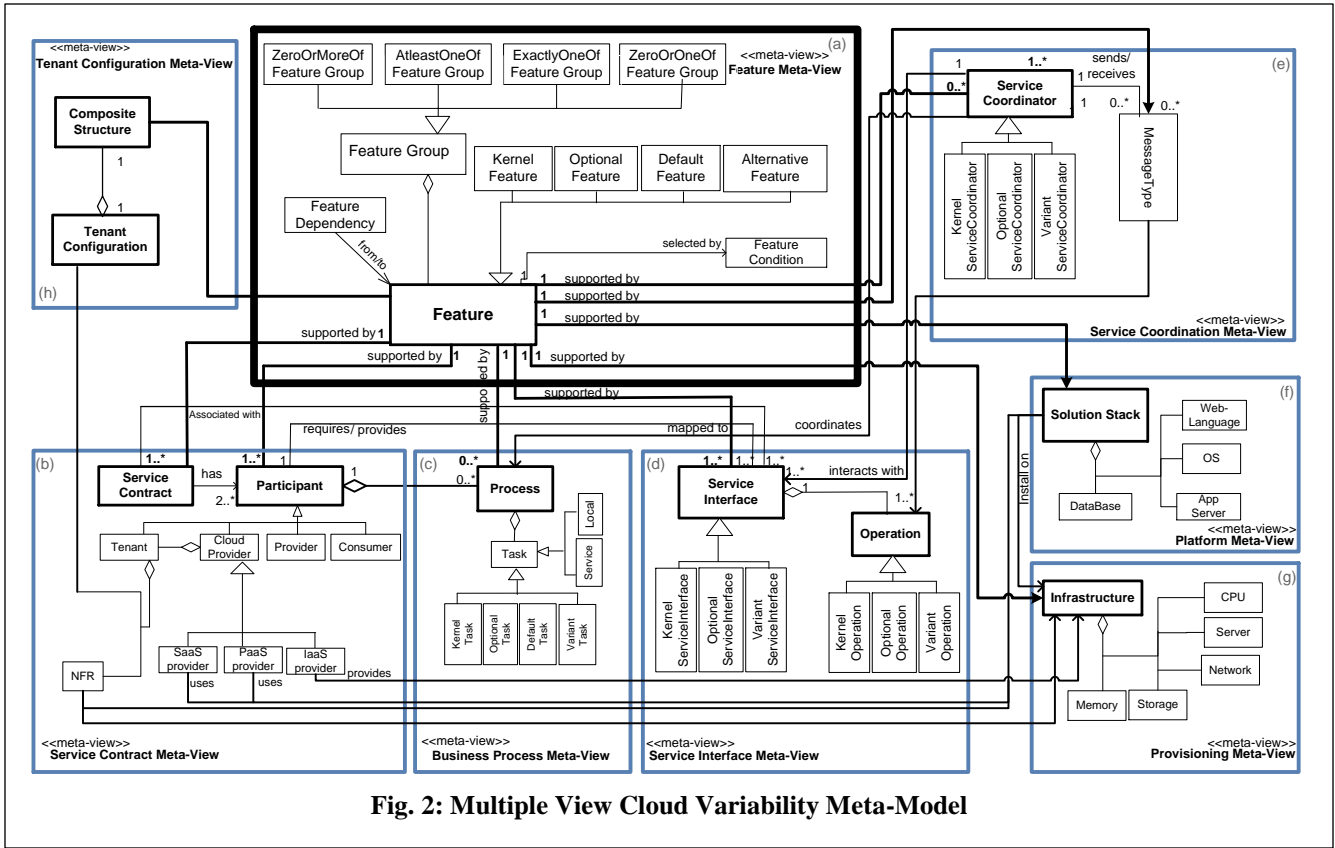 <<meta-view>>
Tenant Configuration Meta-View
Composite
Structure
1
1
Tenant
Configuration
(h)
(a)
ZeroOrMoreOf
Feature Group
AtleastOneOf
Feature Group
ExactlyOneOf
Feature Group
ZeroOrOneOf
Feature Group
<<meta-view>>
Feature Meta-View
Feature Group
Kernel
Feature
Optional
Feature
Default
Feature
Alternative
Feature
Feature
Dependency
from/to
selected by
Feature
Condition
1
Feature
1
supported by
1
supported by
1
supported by
supported by
1
supported by
1
supported by
1
1
1
supported by
supported by
(e)
1
1..*
0..*
Service
Coordinator
1
1
sends/
receives
0..*
0..*
MessageType
Kernel
ServiceCoordinator
Optional
ServiceCoordinator
Variant
ServiceCoordinator
<<meta-view>>
Service Coordination Meta-View
Associated with
requires/ provides
mapped to
coordinates
(b)
1..*
Service
Contract
has
2..*
1..*
1
Participant
1
0..*
Tenant
Cloud
Provider
Provider
Consumer
SaaS
provider
PaaS
provider
IaaS
provider
uses
uses
provides
NFR
<<meta-view>>
Service Contract Meta-View
(c)
0..*
Process
Task
Local
Service
Kernel
Task
Optional
Task
Default
Task
Variant
Task
<<meta-view>>
Business Process Meta-View
(d)
1..*
1..*
1..*
1..*
Service
Interface
interacts with
1
1..*
Operation
Kernel
ServiceInterface
Optional
ServiceInterface
Variant
ServiceInterface
Kernel
Operation
Optional
Operation
Variant
Operation
<<meta-view>>
Service Interface Meta-View
(f)
Solution Stack
Web-
Language
OS
App
Server
DataBase
Install on
<<meta-view>>
Platform Meta-View
(g)
Infrastructure
CPU
Server
Network
Memory
Storage
<<meta-view>>
Provisioning Meta-View
Fig. 2: Multiple View Cloud Variability Meta-Model